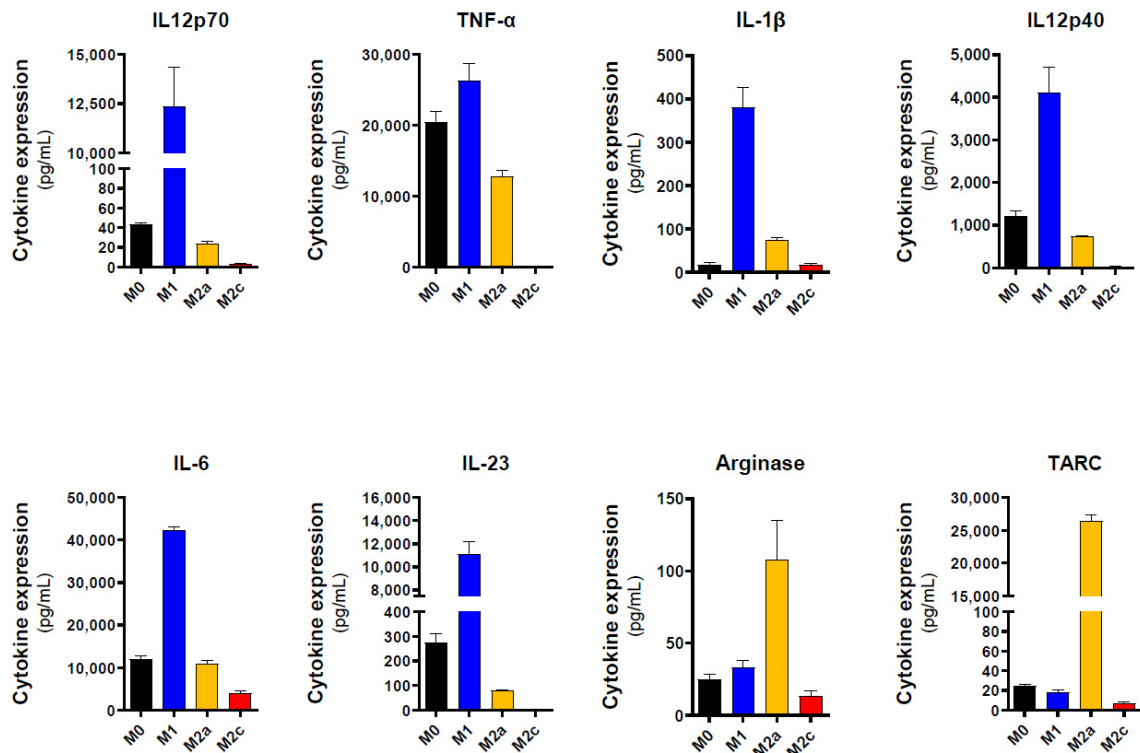 IL12p70
Cytokine expression
(pg/mL)
15,000
12,500
10,000
100
80
60
40
20
0
M0 M1 M2a M2c
TNF-α
Cytokine expression
(pg/mL)
30,000
20,000
10,000
0
M0 M1 M2a M2c
IL-1β
Cytokine expression
(pg/mL)
500
400
300
200
100
0
M0 M1 M2a M2c
IL12p40
Cytokine expression
(pg/mL)
5,000
4,000
3,000
2,000
1,000
0
M0 M1 M2a M2c
IL-6
Cytokine expression
(pg/mL)
50,000
40,000
30,000
20,000
10,000
0
M0 M1 M2a M2c
IL-23
Cytokine expression
(pg/mL)
16,000
14,000
12,000
10,000
8,000
6,000
400
300
200
100
0
M0 M1 M2a M2c
Arginase
Cytokine expression
(pg/mL)
150
100
50
0
M0 M1 M2a M2c
TARC
Cytokine expression
(pg/mL)
30,000
25,000
20,000
15,000
100
80
60
40
20
0
M0 M1 M2a M2c